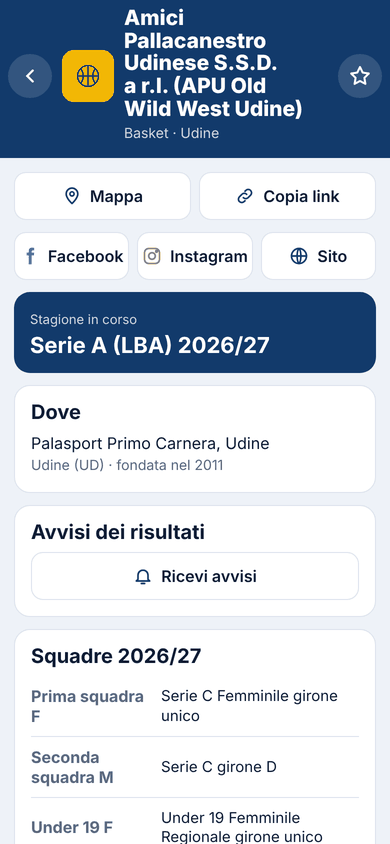 Amici
Pallacanestro
Udinese S.S.D.
a r.l. (APU Old
Wild West Udine)
Basket · Udine
Mappa
Copia link
Facebook
Instagram
Sito
Stagione in corso
Serie A (LBA) 2026/27
Dove
Palasport Primo Carnera, Udine
Udine (UD) · fondata nel 2011
Avvisi dei risultati
Ricevi avvisi
Squadre 2026/27
Prima squadra
F
Serie C Femminile girone
unico
Seconda
squadra M
Serie C girone D
Under 19 F
Under 19 Femminile
Regionale girone unico